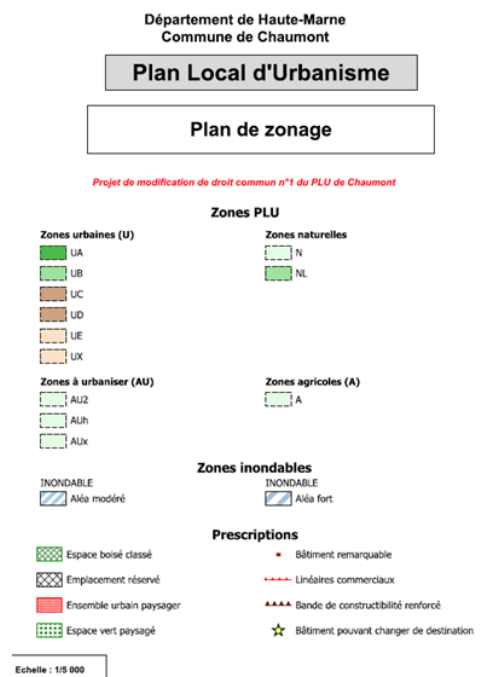 Département de Haute-Marne
Commune de Chaumont
Plan Local d'Urbanisme
Plan de zonage
Projet de modification de droit commun n°1 du PLU de Chaumont
Zones PLU
Zones urbaines (U)
UA
UB
UC
UD
UE
UX
Zones naturelles
N
NL
Zones à urbaniser (AU)
AU2
AUh
AUx
Zones agricoles (A)
A
Zones inondables
INONDABLE
Aléa modéré
INONDABLE
Aléa fort
Prescriptions
Espace boisé classé
Emplacement réservé
Ensemble urbain paysager
Espace vert paysagé
Bâtiment remarquable
Linéaires commerciaux
Bande de constructibilité renforcé
Bâtiment pouvant changer de destination
Echelle : 1/5 000